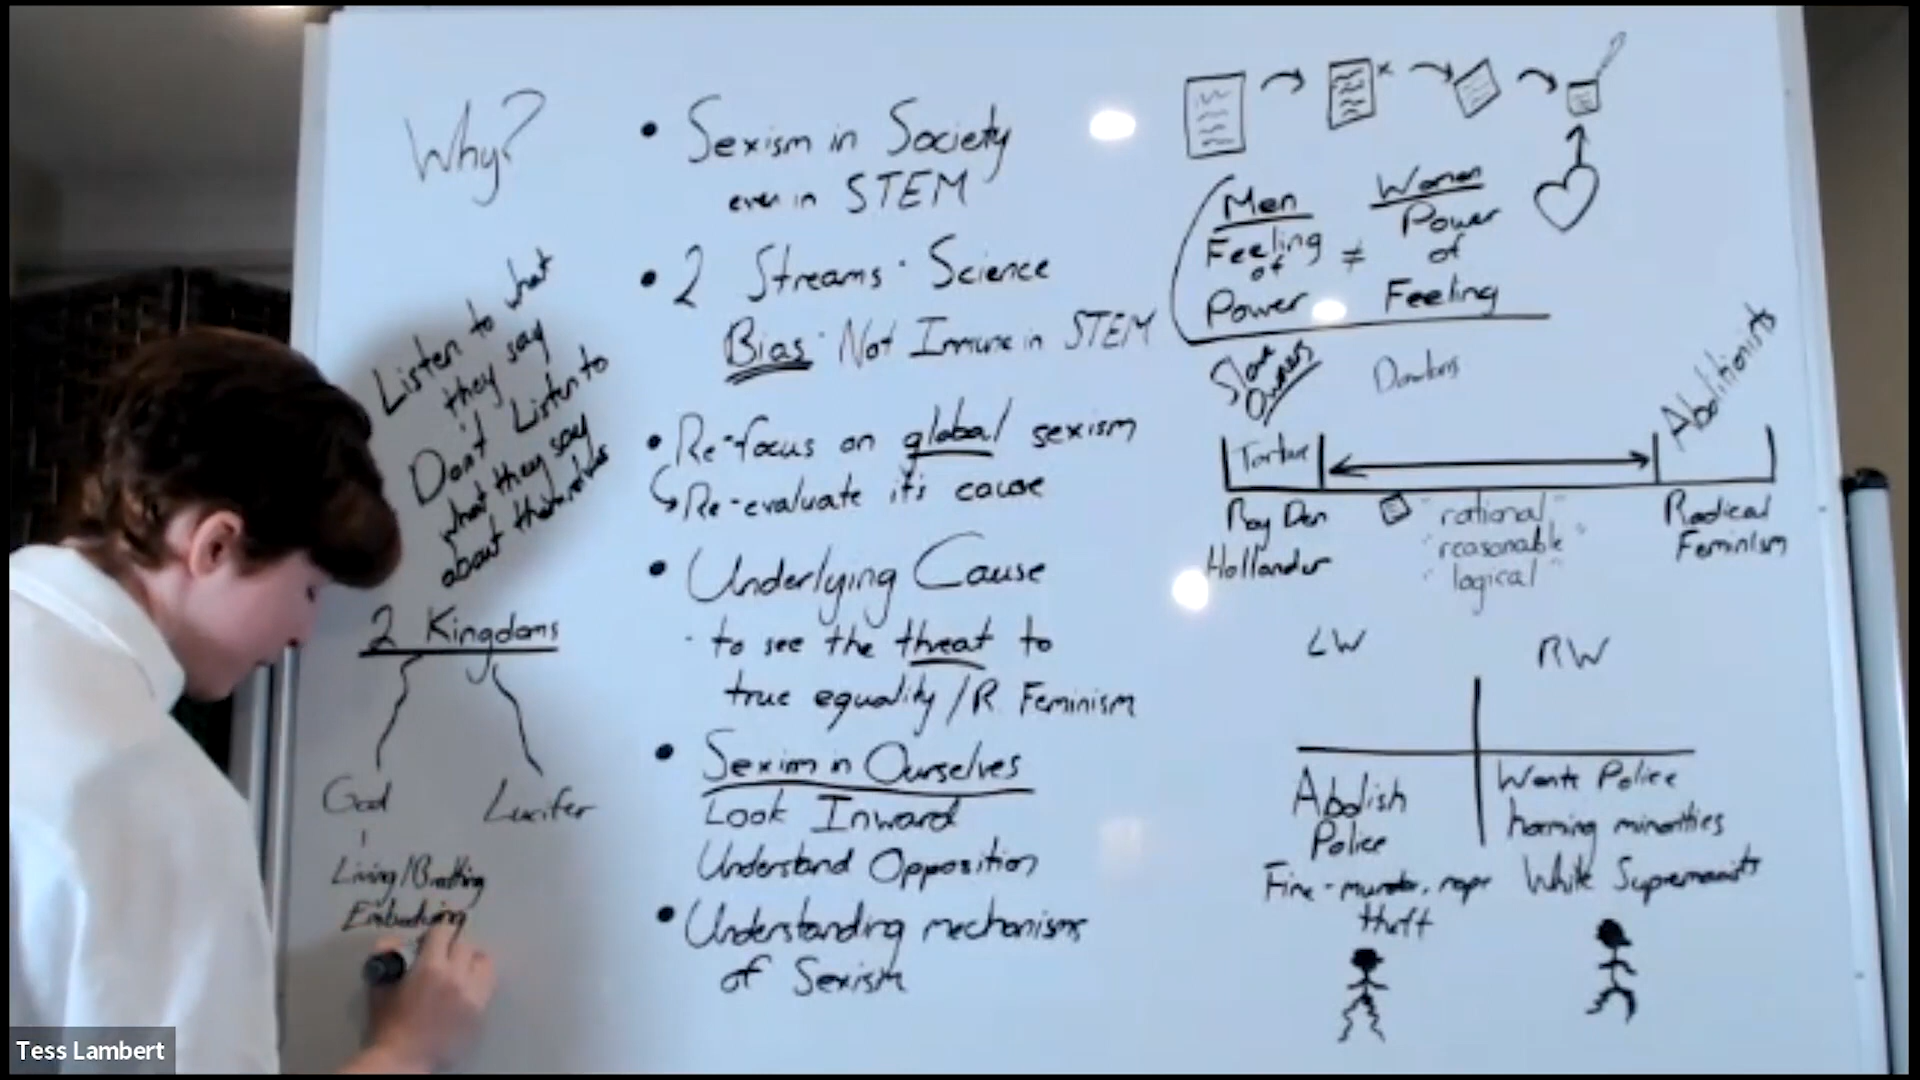 Why?
Listen to what
they say
Don't Listen to
what they say
about themselves
2 Kingdoms
God
Lucifer
Living/Breathing
Embodying
• Sexism in Society
even in STEM
• 2 Streams · Science
Bias · Not Immune in STEM
• Re-focus on global sexism
Re-evaluate it's cause
• Underlying Cause
- to see the threat to
true equality/R. Feminism
• Sexim in Ourselves
Look Inward
Understand Opposition
• Understanding mechanisms
of Sexism
Men
Feeling
of
Power
≠
Women
Power
of
Feeling
Slave
Owners
Abolitionists
Torture
Roy Den
Hollander
"rational"
"reasonable"
"logical"
Radical
Feminism
LW
RW
Abolish
Police
Fine - murder, rape
theft
Wants Police
harming minorities
White Supremacists
Tess Lambert